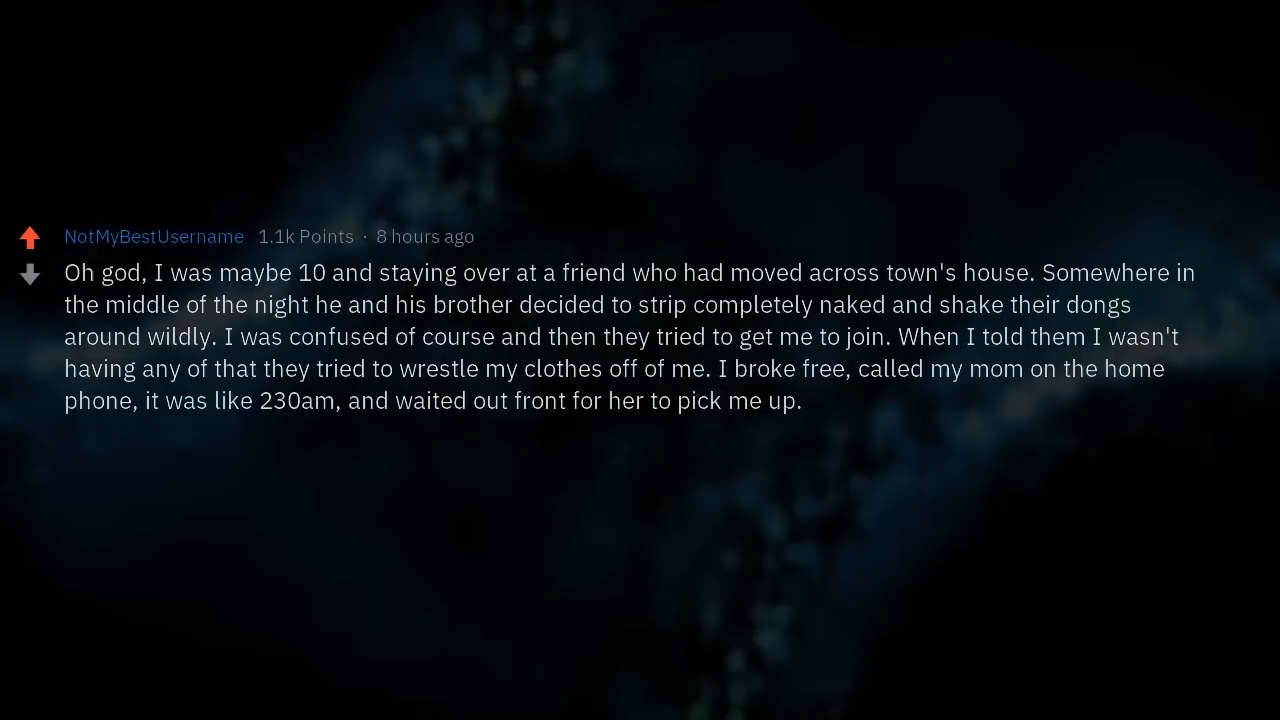 NotMyBestUsername 1.1k Points · 8 hours ago
Oh god, I was maybe 10 and staying over at a friend who had moved across town's house. Somewhere in
the middle of the night he and his brother decided to strip completely naked and shake their dongs
around wildly. I was confused of course and then they tried to get me to join. When I told them I wasn't
having any of that they tried to wrestle my clothes off of me. I broke free, called my mom on the home
phone, it was like 230am, and waited out front for her to pick me up.